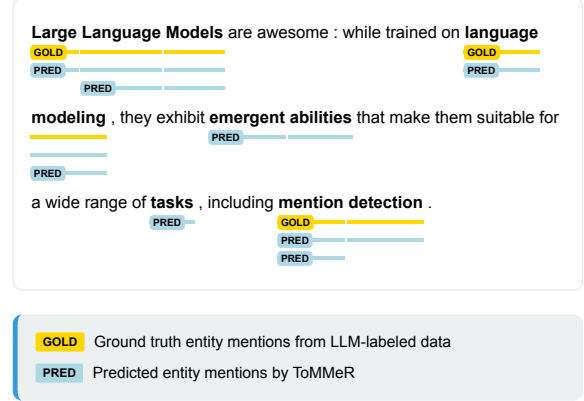 Large Language Models are awesome : while trained on language
GOLD GOLD
PRED PRED
PRED
modeling , they exhibit emergent abilities that make them suitable for
PRED
PRED
a wide range of tasks , including mention detection .
PRED GOLD
PRED
PRED
GOLD Ground truth entity mentions from LLM-labeled data
PRED Predicted entity mentions by ToMMeR